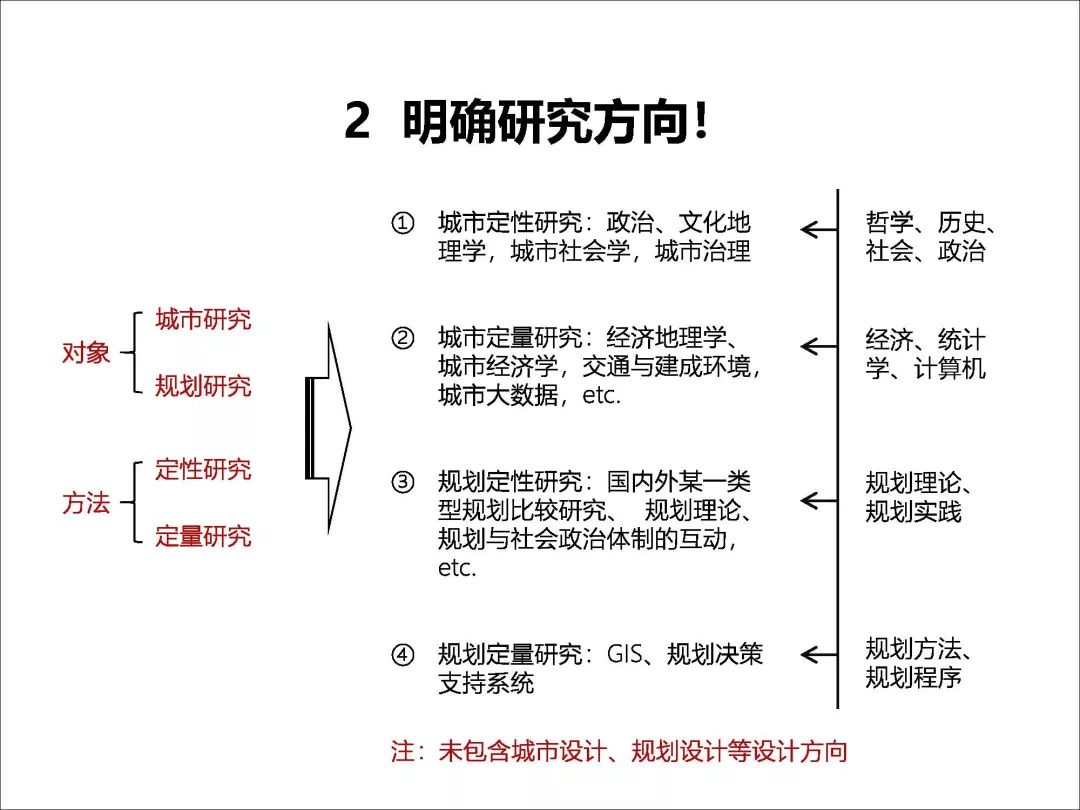 2 明确研究方向!
对象
城市研究
规划研究
方法
定性研究
定量研究
① 城市定性研究：政治、文化地
理学，城市社会学，城市治理
哲学、历史、
社会、政治
② 城市定量研究：经济地理学、
城市经济学，交通与建成环境，
城市大数据，etc.
经济、统计
学、计算机
③ 规划定性研究：国内外某一类
型规划比较研究、 规划理论、
规划与社会政治体制的互动，
etc.
规划理论、
规划实践
④ 规划定量研究：GIS、规划决策
支持系统
规划方法、
规划程序
注：未包含城市设计、规划设计等设计方向